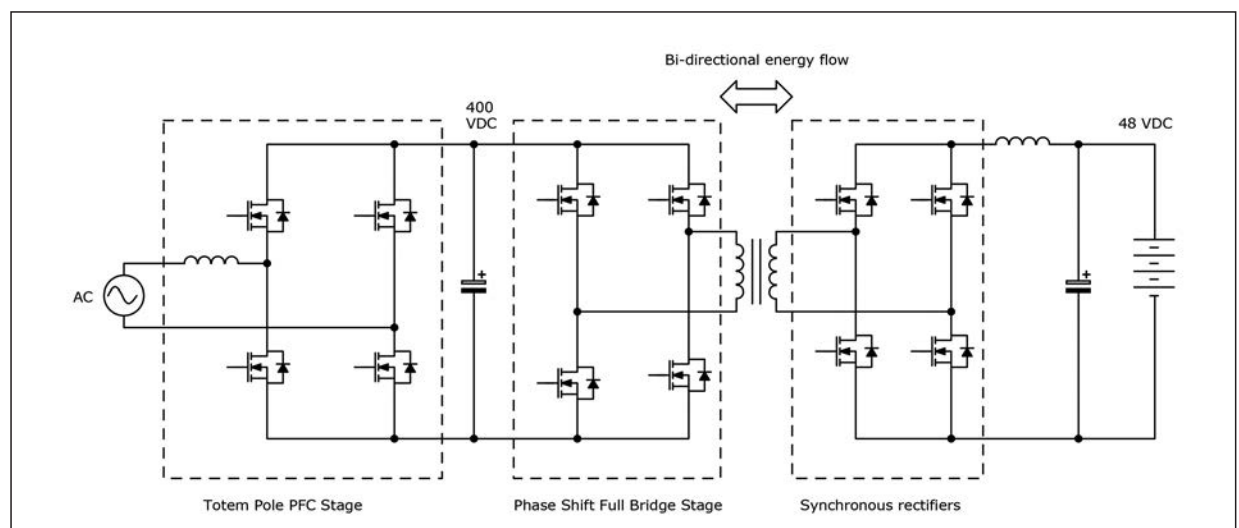 Bi-directional energy flow
400
VDC
48 VDC
+
+
AC
Totem Pole PFC Stage
Phase Shift Full Bridge Stage
Synchronous rectifiers